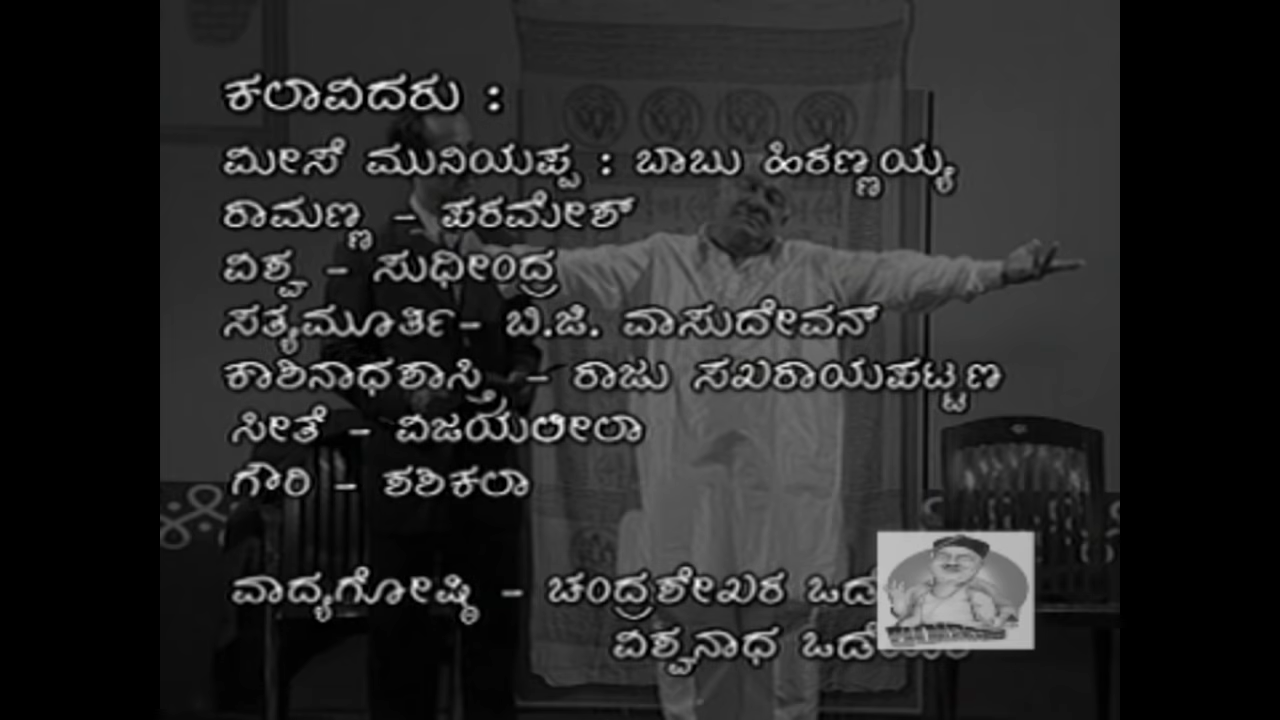 ಕಲಾವಿದರು :
ಮೀಸೆ ಮುನಿಯಪ್ಪ : ಬಾಬು ಹಿರಣ್ಣಯ್ಯ
ರಾಮಣ್ಣ - ಪರಮೇಶ್
ವಿಶ್ವ - ಸುಧೀಂದ್ರ
ಸತ್ಯಮೂರ್ತಿ- ಬಿ.ಜಿ. ವಾಸುದೇವನ್
ಕಾಶಿನಾಧಶಾಸ್ತ್ರಿ - ರಾಜು ಸಖರಾಯಪಟ್ಟಣ
ಸೀತೆ - ವಿಜಯಲೀಲಾ
ಗೌರಿ - ಶಶಿಕಲಾ
ವಾದ್ಯಗೋಷ್ಠಿ - ಚಂದ್ರಶೇಖರ
ವಿಶ್ವನಾಧ